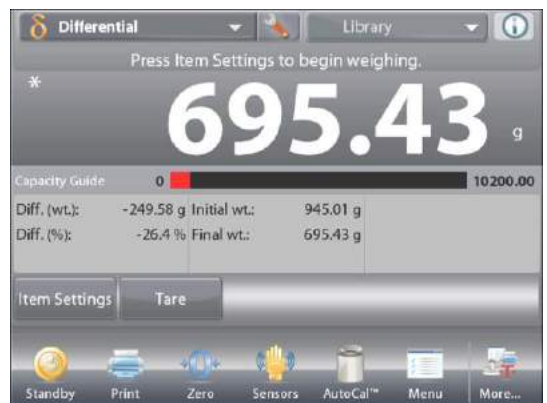 δ Differential Library
Press Item Settings to begin weighing.
*
695.43 g
Capacity Guide 0 10200.00
Diff. (wt.): -249.58 g Initial wt.: 945.01 g
Diff. (%): -26.4 % Final wt.: 695.43 g
Item Settings Tare
Standby Print Zero Sensors AutoCal™ Menu More...